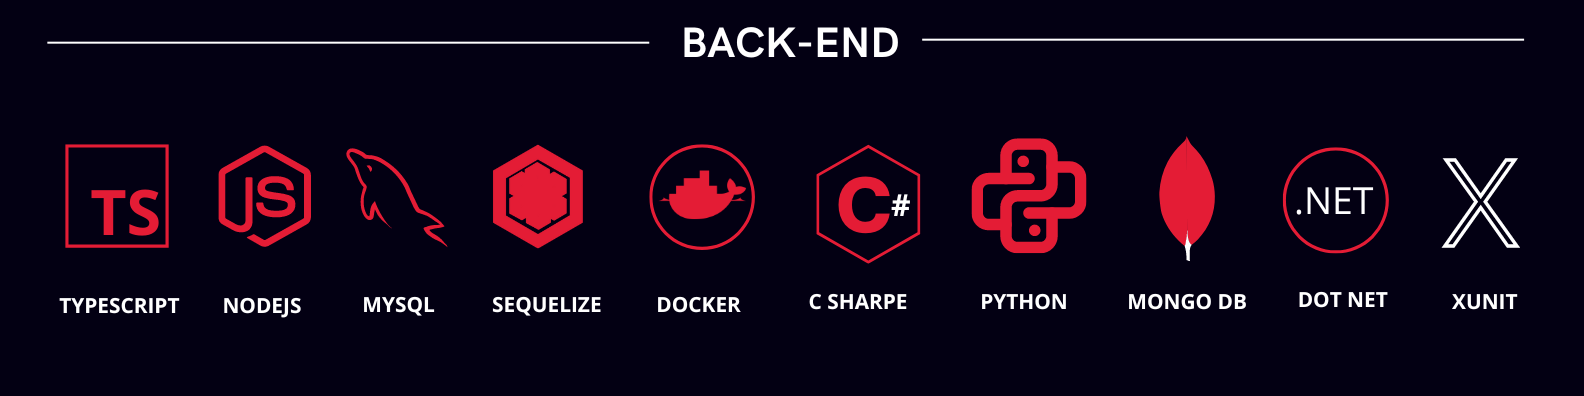 BACK-END
TS
JS
C#
.NET
X
TYPESCRIPT
NODEJS
MYSQL
SEQUELIZE
DOCKER
C SHARPE
PYTHON
MONGO DB
DOT NET
XUNIT